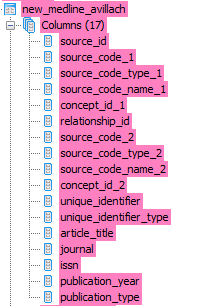 new_medline_avillach
Columns (17)
source_id
source_code_1
source_code_type_1
source_code_name_1
concept_id_1
relationship_id
source_code_2
source_code_type_2
source_code_name_2
concept_id_2
unique_identifier
unique_identifier_type
article_title
journal
issn
publication_year
publication_type